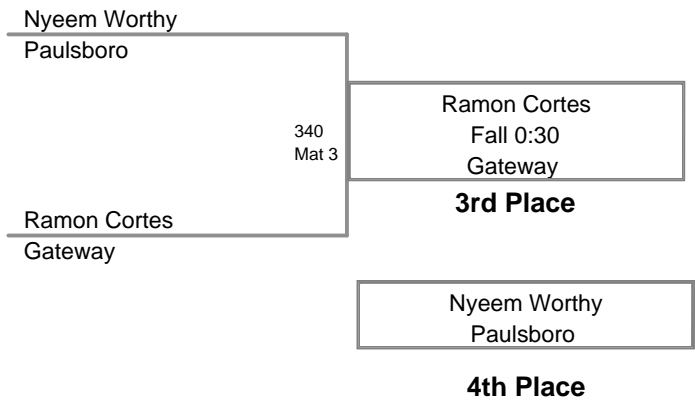 Nyeem Worthy
Paulsboro
340
Mat 3
Ramon Cortes
Gateway
Ramon Cortes
Fall 0:30
Gateway
3rd Place
Nyeem Worthy
Paulsboro
4th Place